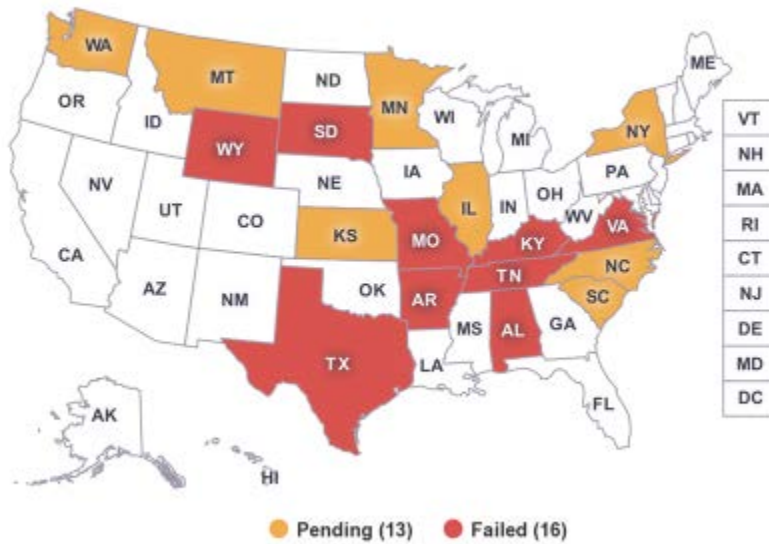 WA
MT
ND
MN
ME
OR
ID
WY
SD
WI
MI
NY
VT
NH
MA
RI
CT
NJ
DE
MD
DC
NV
UT
CO
NE
IA
IL
IN
OH
PA
WV
VA
CA
AZ
NM
KS
MO
KY
OK
AR
TN
NC
SC
TX
LA
MS
AL
GA
FL
AK
HI
Pending (13)
Failed (16)